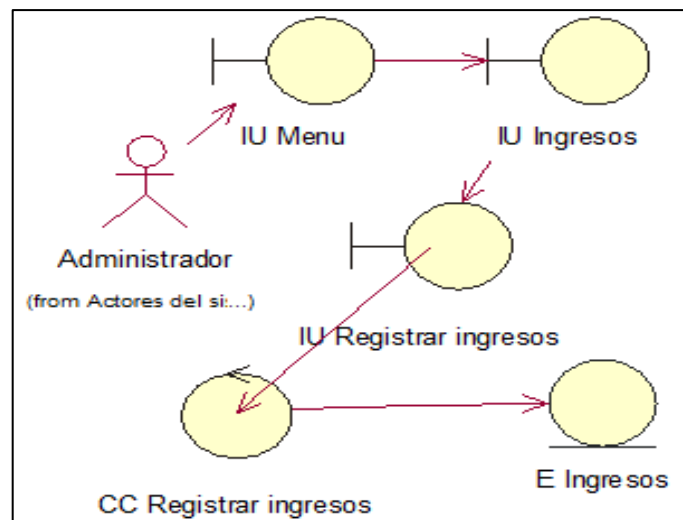 IU Menu
IU Ingresos
Administrador
(from Actores del si:...)
IU Registrar ingresos
E Ingresos
CC Registrar ingresos